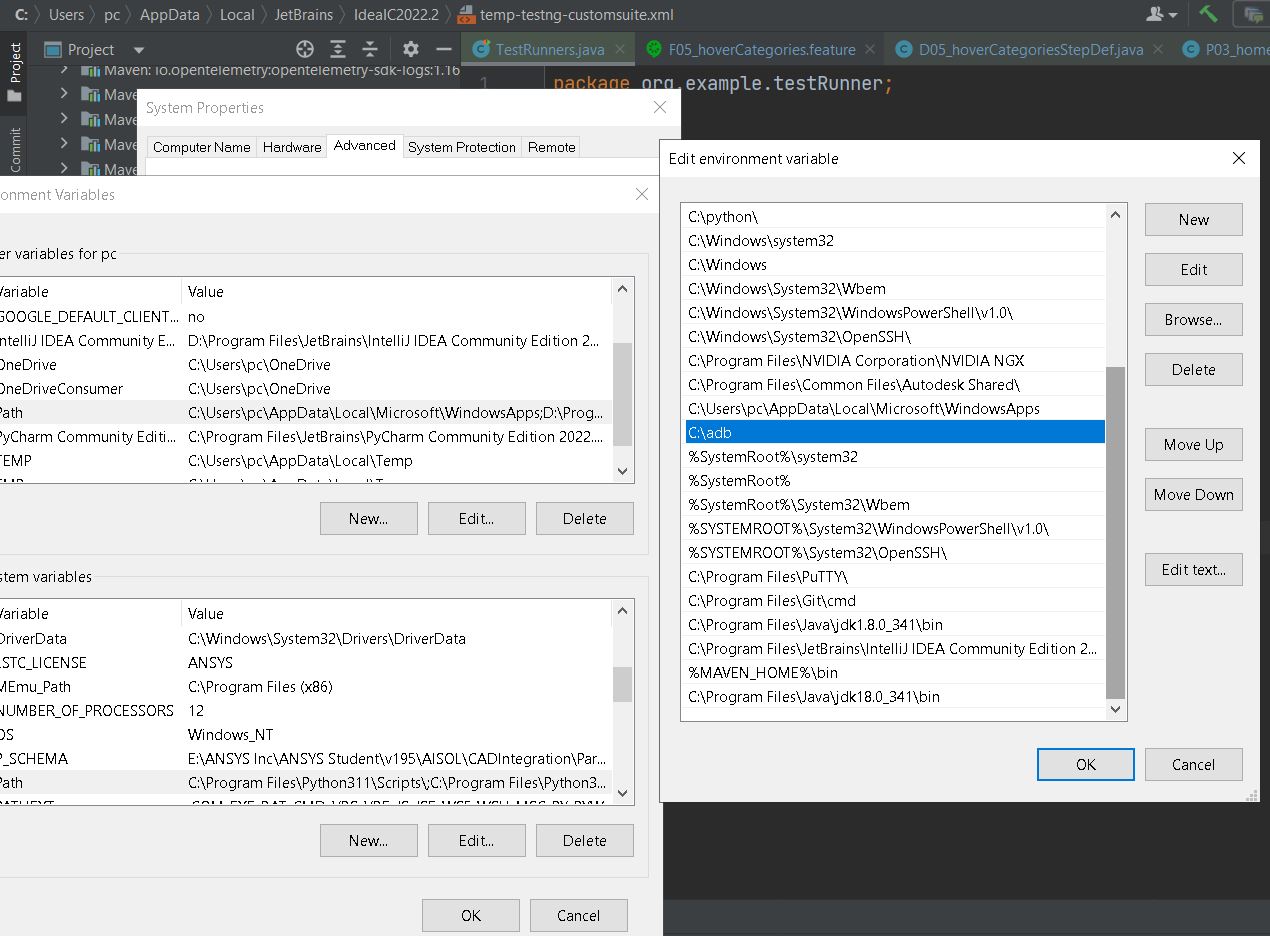 C: Users pc AppData Local JetBrains IdeaIC2022.2 temp-testng-customsuite.xml
Project
TestRunners.java F05_hoverCategories.feature D05_hoverCategoriesStepDef.java P03_home
Project
Commit
Maven: io.opentelemetry:opentelemetry-sdk-logs:1.16
Mave
Mave
Mave
Mave
1 package org.example.testRunner;
System Properties
Computer Name Hardware Advanced System Protection Remote
onment Variables
er variables for pc
Variable Value
GOOGLE_DEFAULT_CLIENT... no
IntelliJ IDEA Community E... D:\Program Files\JetBrains\IntelliJ IDEA Community Edition 2...
OneDrive C:\Users\pc\OneDrive
OneDriveConsumer C:\Users\pc\OneDrive
Path C:\Users\pc\AppData\Local\Microsoft\WindowsApps;D:\Prog...
PyCharm Community Editi... C:\Program Files\JetBrains\PyCharm Community Edition 2022....
TEMP C:\Users\pc\AppData\Local\Temp
New... Edit... Delete
stem variables
Variable Value
DriverData C:\Windows\System32\Drivers\DriverData
LSTC_LICENSE ANSYS
MEmu_Path C:\Program Files (x86)
NUMBER_OF_PROCESSORS 12
OS Windows_NT
P_SCHEMA E:\ANSYS Inc\ANSYS Student\v195\AISOL\CADIntegration\Par...
Path C:\Program Files\Python311\Scripts\;C:\Program Files\Python3...
New... Edit... Delete
OK Cancel
Edit environment variable
C:\python\
C:\Windows\system32
C:\Windows
C:\Windows\System32\Wbem
C:\Windows\System32\WindowsPowerShell\v1.0\
C:\Windows\System32\OpenSSH\
C:\Program Files\NVIDIA Corporation\NVIDIA NGX
C:\Program Files\Common Files\Autodesk Shared\
C:\Users\pc\AppData\Local\Microsoft\WindowsApps
C:\adb
%SystemRoot%\system32
%SystemRoot%
%SystemRoot%\System32\Wbem
%SYSTEMROOT%\System32\WindowsPowerShell\v1.0\
%SYSTEMROOT%\System32\OpenSSH\
C:\Program Files\PuTTY\
C:\Program Files\Git\cmd
C:\Program Files\Java\jdk1.8.0_341\bin
C:\Program Files\JetBrains\IntelliJ IDEA Community Edition 2...
%MAVEN_HOME%\bin
C:\Program Files\Java\jdk18.0_341\bin
New
Edit
Browse...
Delete
Move Up
Move Down
Edit text...
OK Cancel